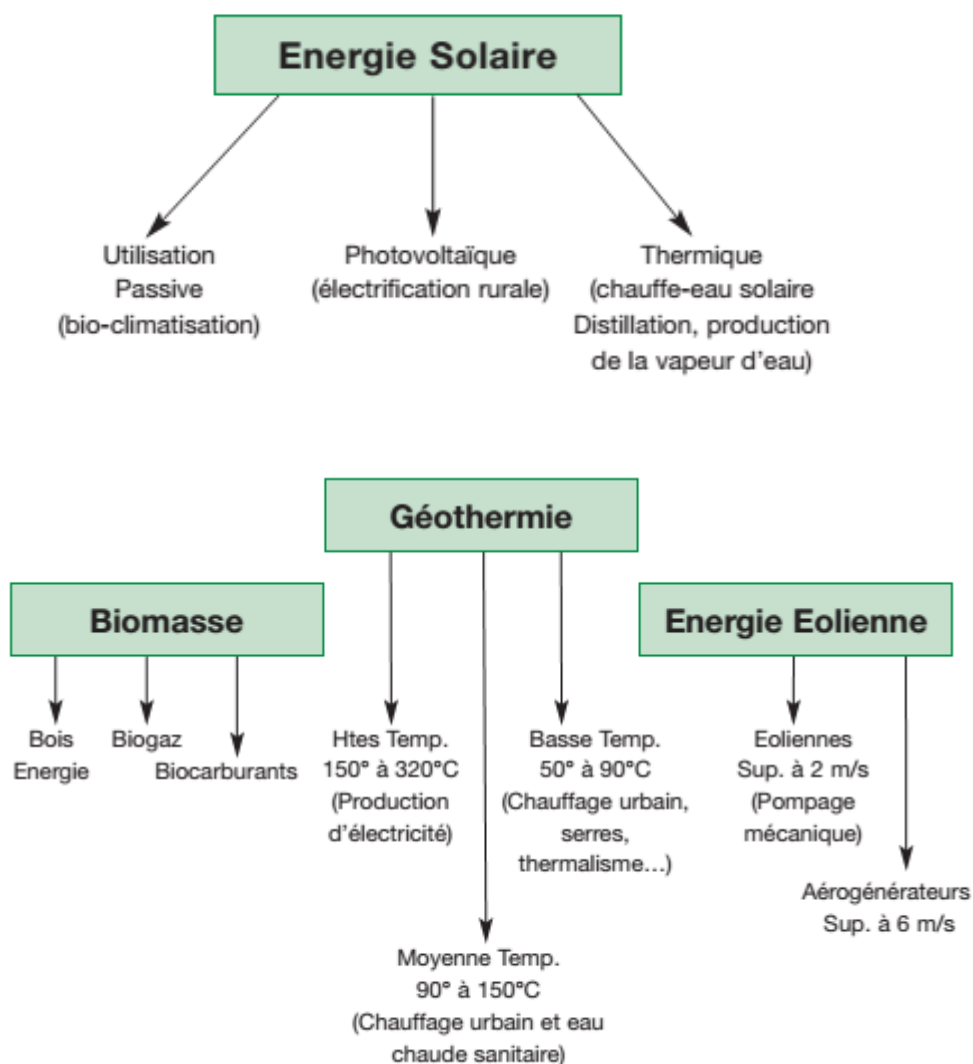 Energie Solaire
Utilisation
Passive
(bio-climatisation)
Photovoltaïque
(électrification rurale)
Thermique
(chauffe-eau solaire
Distillation, production
de la vapeur d'eau)
Géothermie
Biomasse
Energie Eolienne
Bois
Energie
Biogaz
Biocarburants
Htes Temp.
150° à 320°C
(Production
d'électricité)
Basse Temp.
50° à 90°C
(Chauffage urbain,
serres,
thermalisme...)
Eoliennes
Sup. à 2 m/s
(Pompage
mécanique)
Aérogénérateurs
Sup. à 6 m/s
Moyenne Temp.
90° à 150°C
(Chauffage urbain et eau
chaude sanitaire)